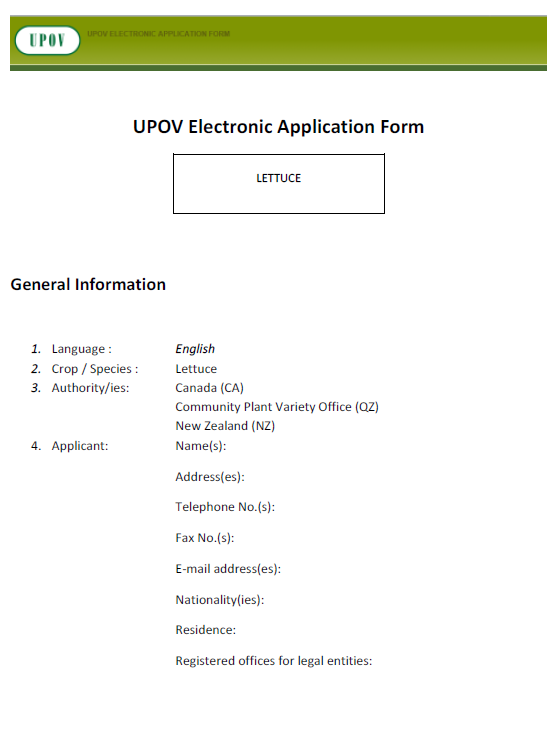 UPOV
UPOV ELECTRONIC APPLICATION FORM
UPOV Electronic Application Form
LETTUCE
General Information
1. Language : English
2. Crop / Species : Lettuce
3. Authority/ies: Canada (CA)
Community Plant Variety Office (QZ)
New Zealand (NZ)
4. Applicant: Name(s):
Address(es):
Telephone No.(s):
Fax No.(s):
E-mail address(es):
Nationality(ies):
Residence:
Registered offices for legal entities: